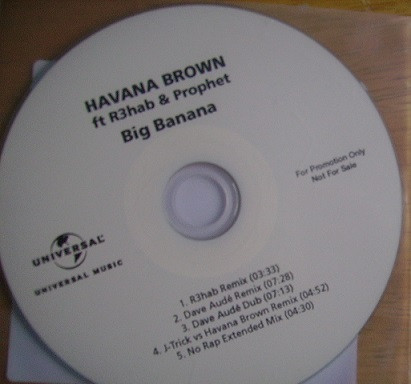 HAVANA BROWN
ft R3hab & Prophet
Big Banana
For Promotion Only
Not For Sale
UNIVERSAL
UNIVERSAL MUSIC
1. R3hab Remix (03:33)
2. Dave Audé Remix (07:28)
3. Dave Audé Dub (07:13)
4. J-Trick vs Havana Brown Remix (04:52)
5. No Rap Extended Mix (04:30)